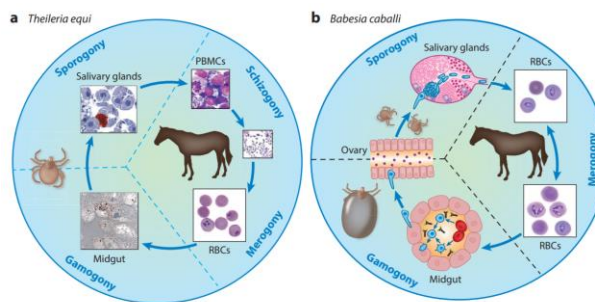 a Theileria equi
Sporogony
Salivary glands
PBMCs
Schizogony
Merogony
RBCs
Midgut
Gamogony
b Babesia caballi
Sporogony
Salivary glands
RBCs
Ovary
Merogony
RBCs
Midgut
Gamogony